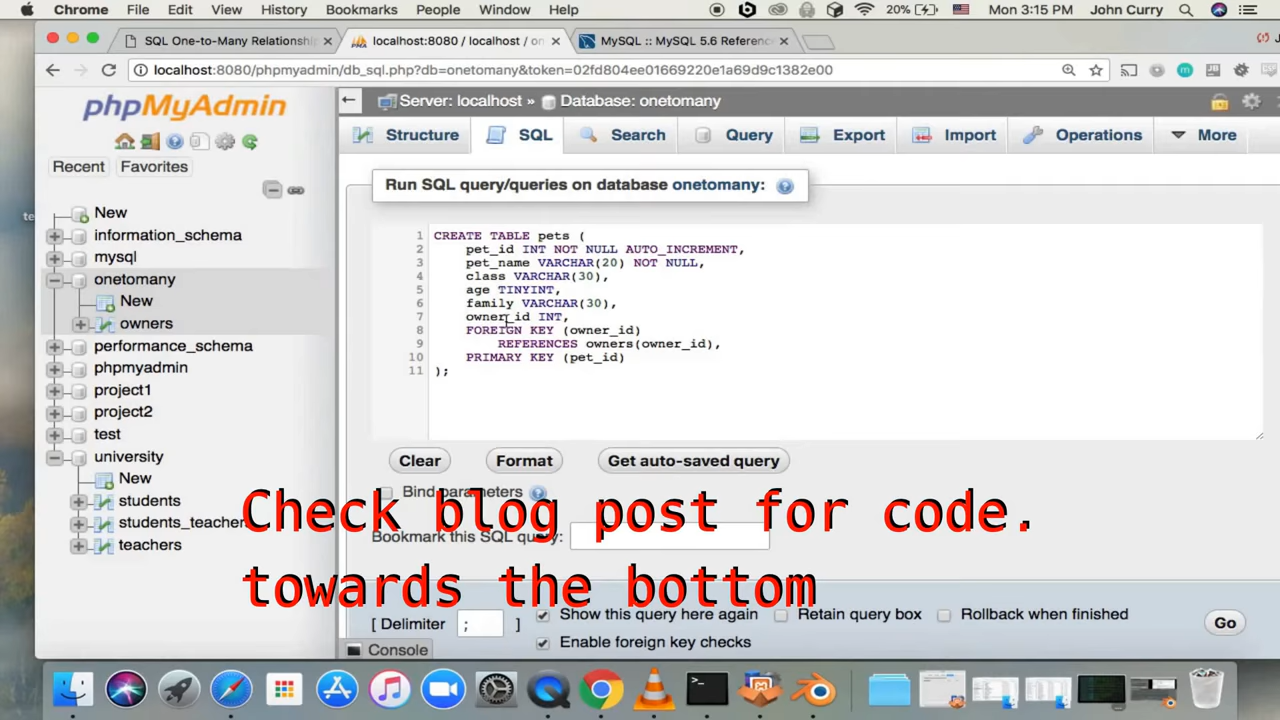 Chrome File Edit View History Bookmarks People Window Help 20% Mon 3:15 PM John Curry
SQL One-to-Many Relationship × localhost:8080 / localhost / on × MySQL :: MySQL 5.6 Referenc ×
localhost:8080/phpmyadmin/db_sql.php?db=onetomany&token=02fd804ee01669220e1a69d9c1382e00
phpMyAdmin
Recent Favorites
New
information_schema
mysql
onetomany
New
owners
performance_schema
phpmyadmin
project1
project2
test
university
New
students
students_teacher
teachers
Server: localhost » Database: onetomany
Structure SQL Search Query Export Import Operations More
Run SQL query/queries on database onetomany:
1 CREATE TABLE pets (
2 pet_id INT NOT NULL AUTO_INCREMENT,
3 pet_name VARCHAR(20) NOT NULL,
4 class VARCHAR(30),
5 age TINYINT,
6 family VARCHAR(30),
7 owner_id INT,
8 FOREIGN KEY (owner_id)
9 REFERENCES owners(owner_id),
10 PRIMARY KEY (pet_id)
11 );
Clear Format Get auto-saved query
Bind parameters
Check blog post for code.
Bookmark this SQL query:
towards the bottom
[ Delimiter ; ] Show this query here again Retain query box Rollback when finished Go
Enable foreign key checks
Console